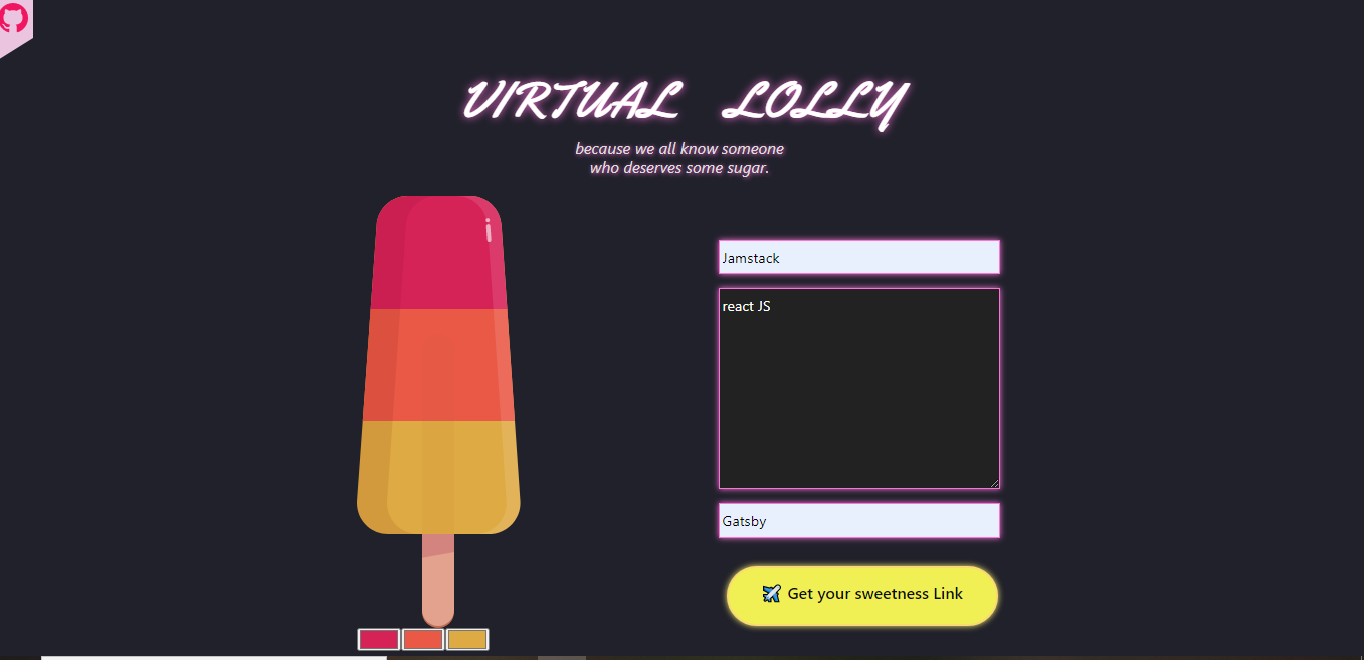 VIRTUAL LOLLY
because we all know someone
who deserves some sugar.
Jamstack
react JS
Gatsby
✈️ Get your sweetness Link